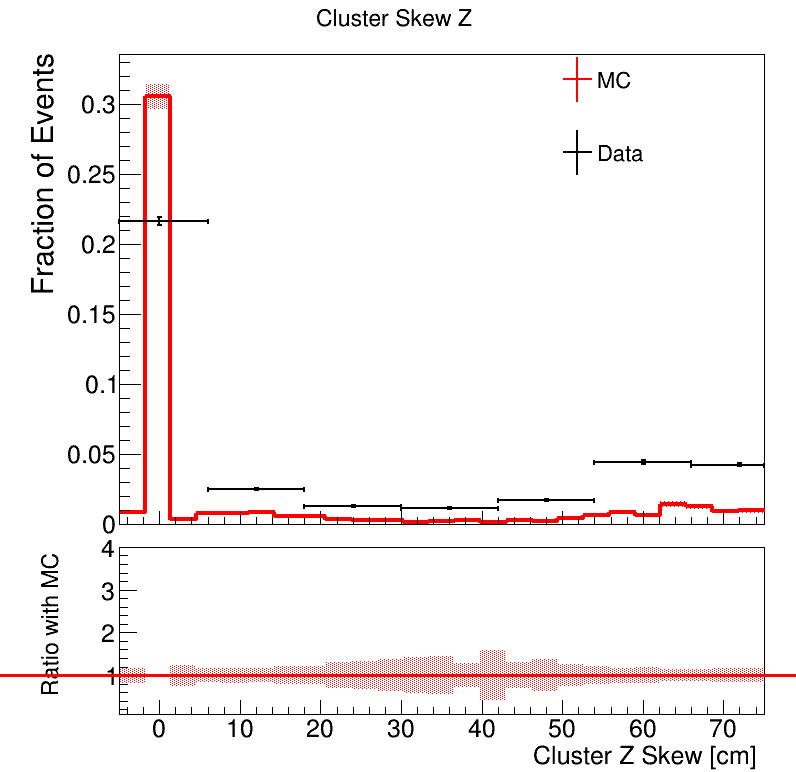 Cluster Skew Z
Fraction of Events
MC
Data
0.3
0.25
0.2
0.15
0.1
0.05
0
Ratio with MC
4
3
2
1
0 10 20 30 40 50 60 70
Cluster Z Skew [cm]